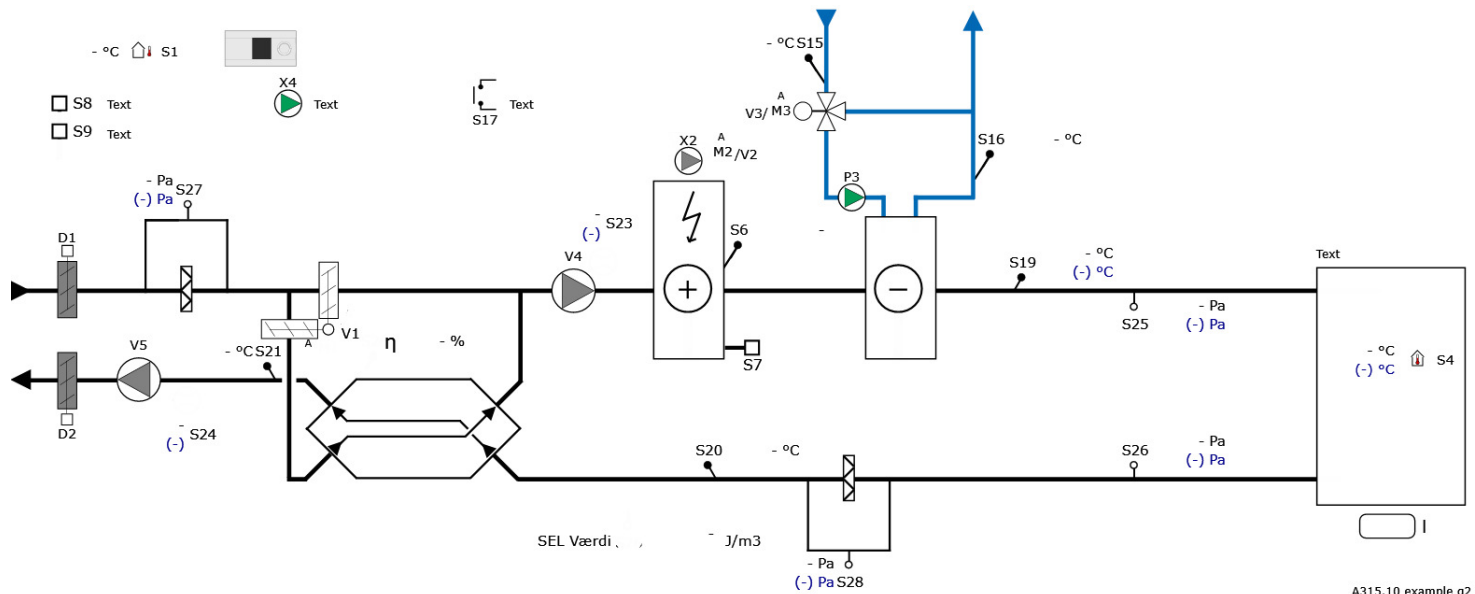 - °C S1
X4
Text
S8 Text
S9 Text
S17
Text
- °C S15
A
V3/ M3
S16 - °C
X2
A
M2/V2
P3
- Pa S27
(-) Pa
D1
-
(-) S23
V4
S6 -
S19
- °C
(-) °C
Text
S25
- Pa
(-) Pa
A
V1
η - %
S7
V5
- °C S21
- °C
(-) °C
S4
D2
-
(-) S24
S20 - °C
S26
- Pa
(-) Pa
SEL Værdi - J/m3
I
- Pa
(-) Pa S28
A315.10 example g2